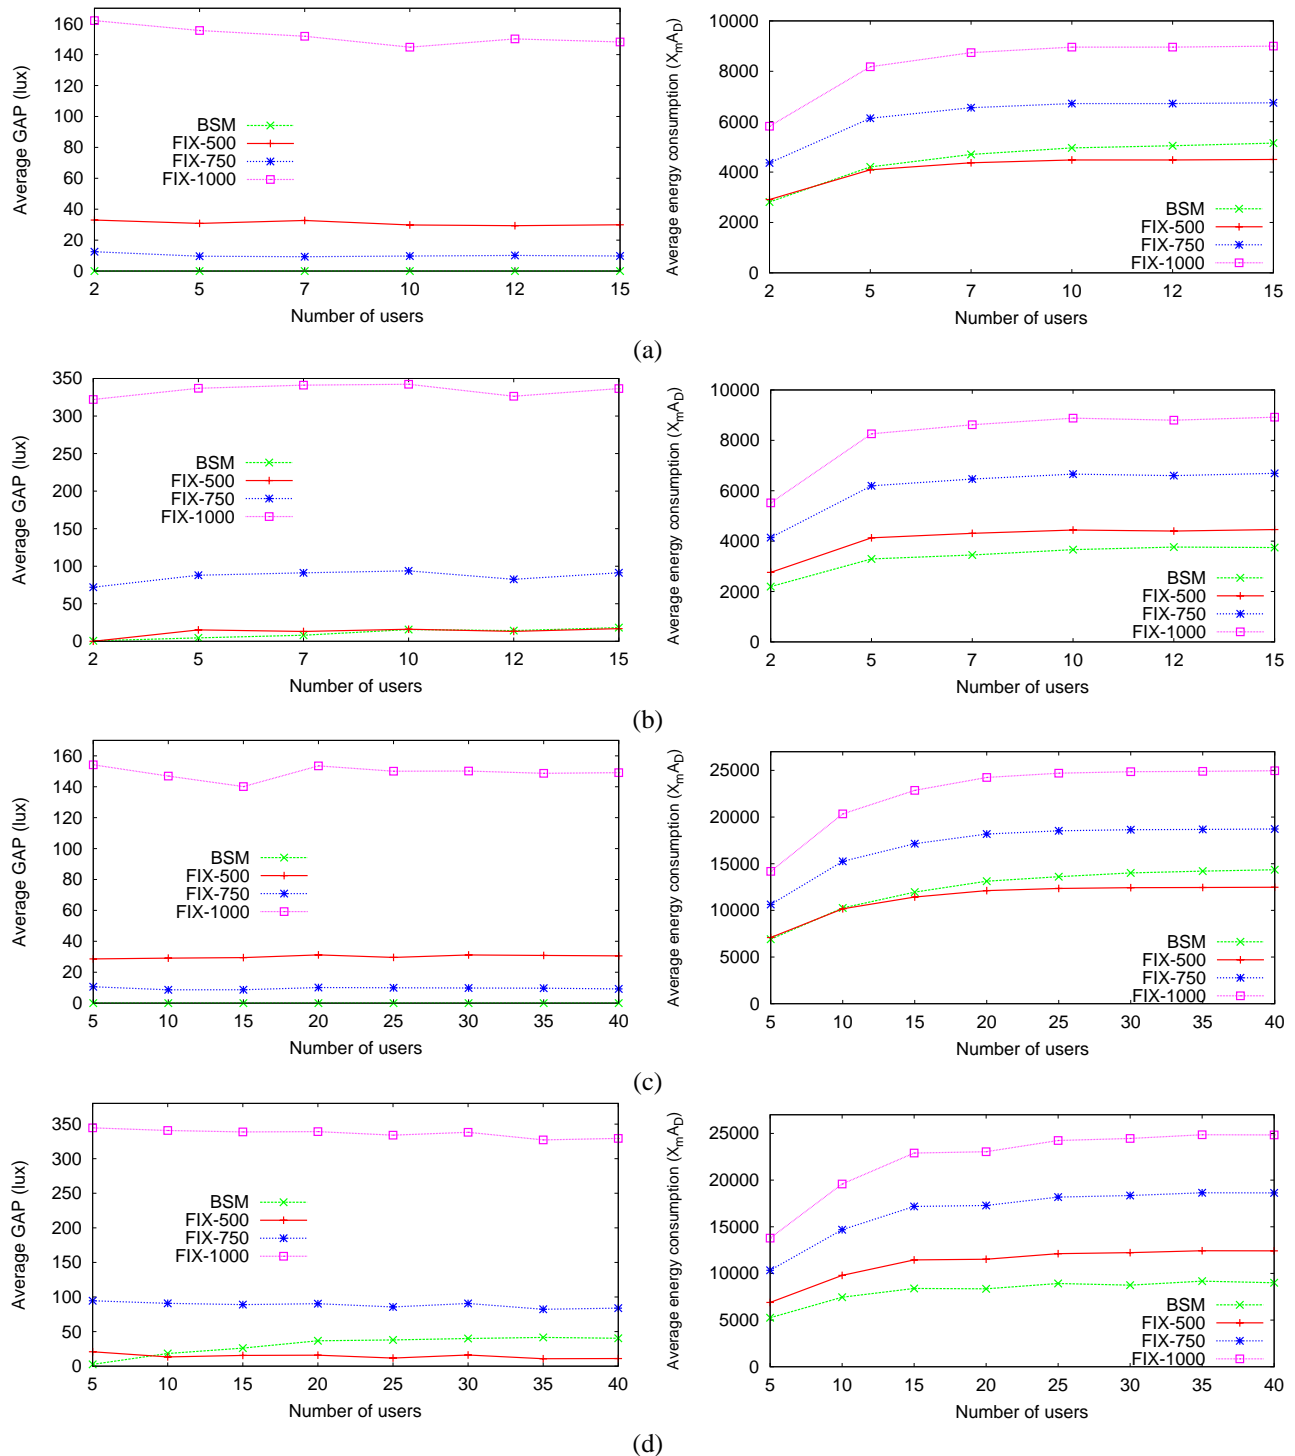 Average GAP (lux)
160
140
120
100
80
60
40
20
0
BSM
FIX-500
FIX-750
FIX-1000
2 5 7 10 12 15
Number of users
Average energy consumption (XmAD)
10000
8000
6000
4000
2000
0
BSM
FIX-500
FIX-750
FIX-1000
2 5 7 10 12 15
Number of users
(a)
Average GAP (lux)
350
300
250
200
150
100
50
0
BSM
FIX-500
FIX-750
FIX-1000
2 5 7 10 12 15
Number of users
Average energy consumption (XmAD)
10000
8000
6000
4000
2000
0
BSM
FIX-500
FIX-750
FIX-1000
2 5 7 10 12 15
Number of users
(b)
Average GAP (lux)
160
140
120
100
80
60
40
20
0
BSM
FIX-500
FIX-750
FIX-1000
5 10 15 20 25 30 35 40
Number of users
Average energy consumption (XmAD)
25000
20000
15000
10000
5000
0
BSM
FIX-500
FIX-750
FIX-1000
5 10 15 20 25 30 35 40
Number of users
(c)
Average GAP (lux)
350
300
250
200
150
100
50
0
BSM
FIX-500
FIX-750
FIX-1000
5 10 15 20 25 30 35 40
Number of users
Average energy consumption (XmAD)
25000
20000
15000
10000
5000
0
BSM
FIX-500
FIX-750
FIX-1000
5 10 15 20 25 30 35 40
Number of users
(d)